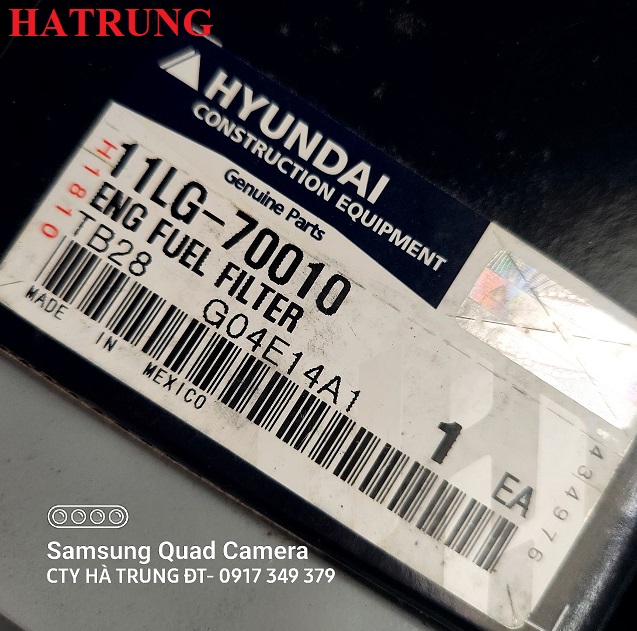 HATRUNG
HYUNDAI
CONSTRUCTION EQUIPMENT
Genuine Parts
H1810
11LG-70010
ENG FUEL FILTER
TB28 G04E14A1
MADE IN MEXICO
1 EA
434976
Samsung Quad Camera
CTY HÀ TRUNG ĐT- 0917 349 379